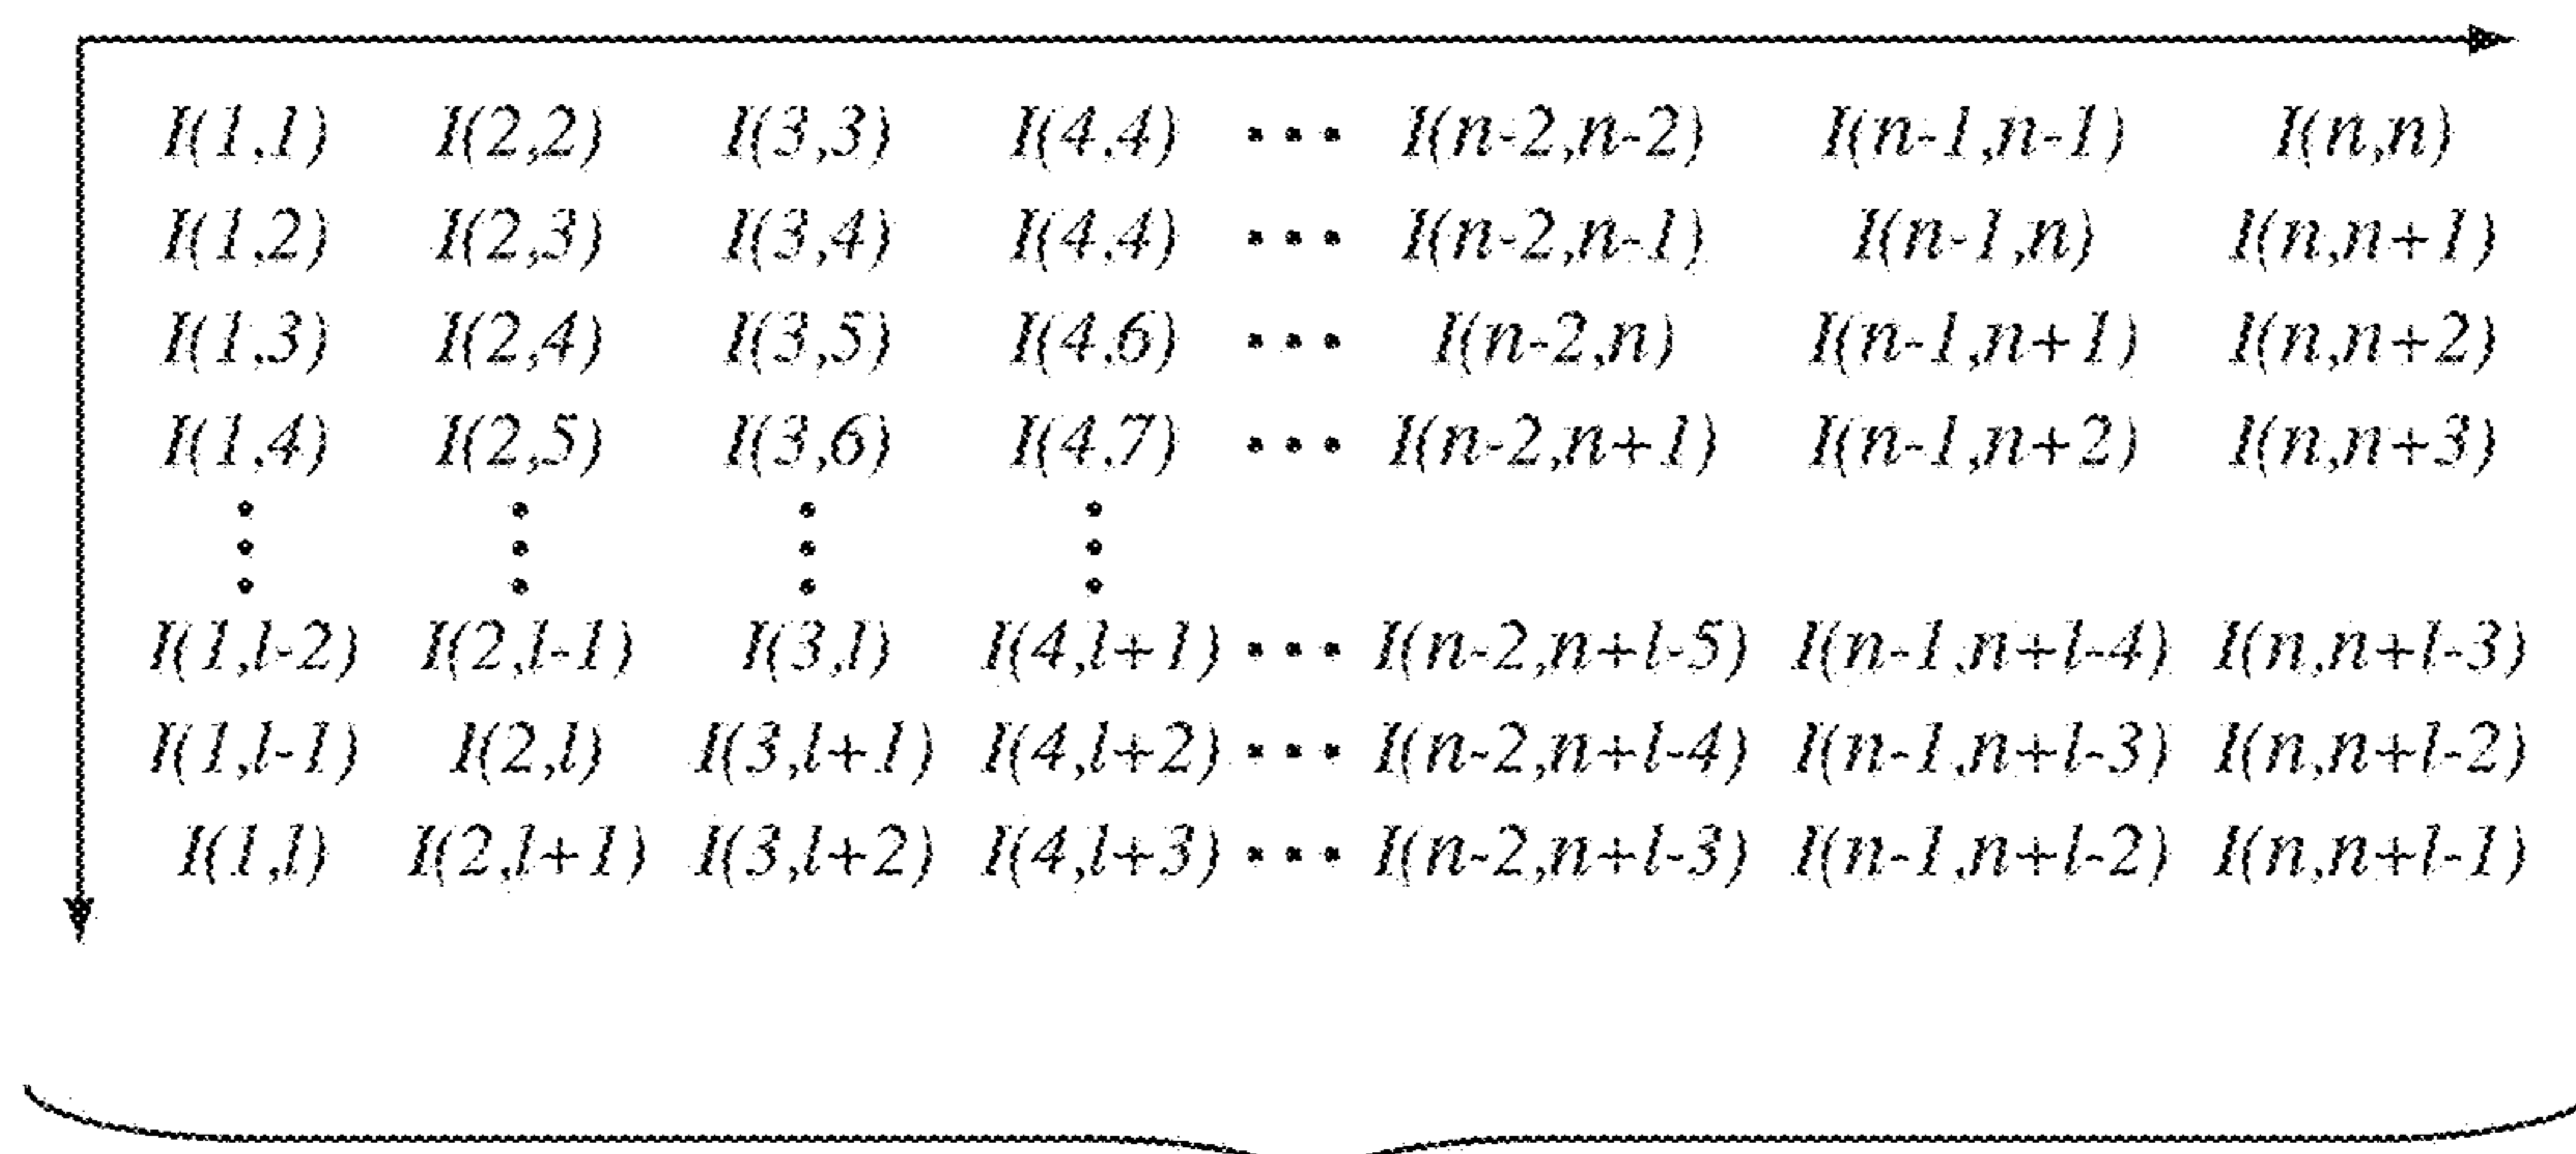 I(1,1) I(2,2) I(3,3) I(4,4) ••• I(n-2,n-2) I(n-1,n-1) I(n,n)
I(1,2) I(2,3) I(3,4) I(4,4) ••• I(n-2,n-1) I(n-1,n) I(n,n+1)
I(1,3) I(2,4) I(3,5) I(4,6) ••• I(n-2,n) I(n-1,n+1) I(n,n+2)
I(1,4) I(2,5) I(3,6) I(4,7) ••• I(n-2,n+1) I(n-1,n+2) I(n,n+3)
I(1,l-2) I(2,l-1) I(3,l) I(4,l+1) ••• I(n-2,n+l-5) I(n-1,n+l-4) I(n,n+l-3)
I(1,l-1) I(2,l) I(3,l+1) I(4,l+2) ••• I(n-2,n+l-4) I(n-1,n+l-3) I(n,n+l-2)
I(1,l) I(2,l+1) I(3,l+2) I(4,l+3) ••• I(n-2,n+l-3) I(n-1,n+l-2) I(n,n+l-1)